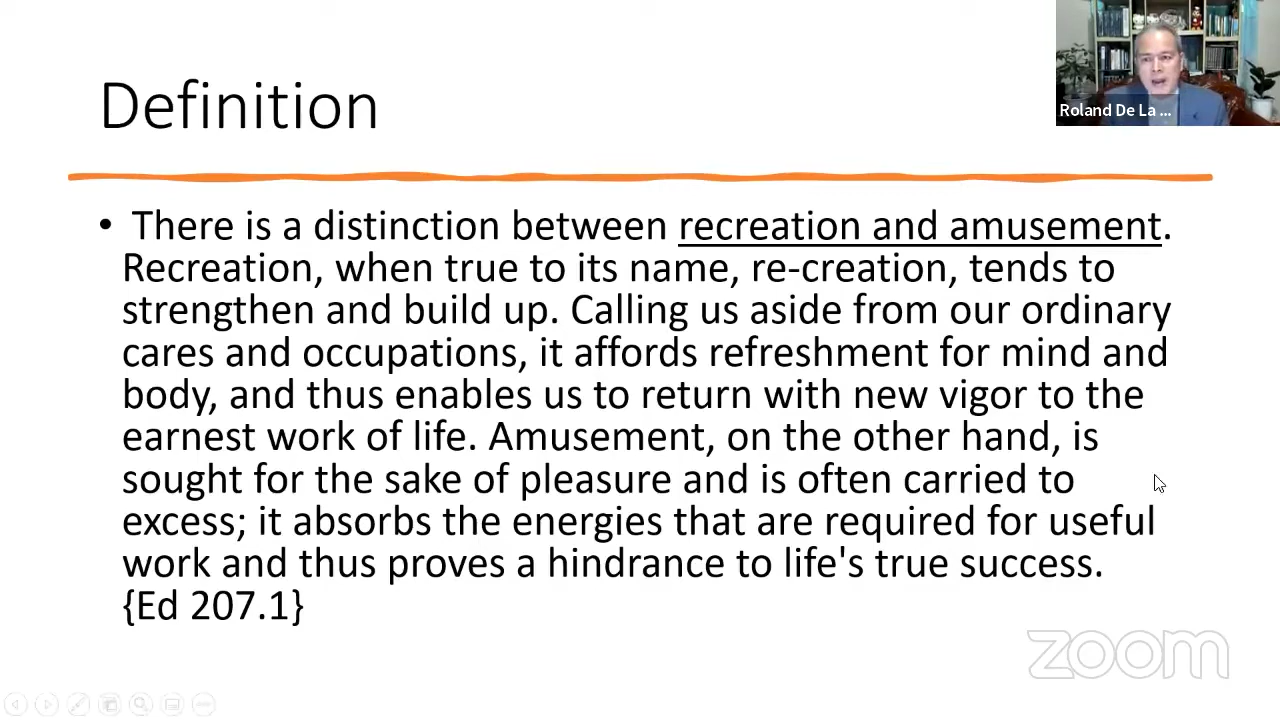 Definition
Roland De La ...
• There is a distinction between recreation and amusement.
Recreation, when true to its name, re-creation, tends to
strengthen and build up. Calling us aside from our ordinary
cares and occupations, it affords refreshment for mind and
body, and thus enables us to return with new vigor to the
earnest work of life. Amusement, on the other hand, is
sought for the sake of pleasure and is often carried to
excess; it absorbs the energies that are required for useful
work and thus proves a hindrance to life's true success.
{Ed 207.1}
zoom